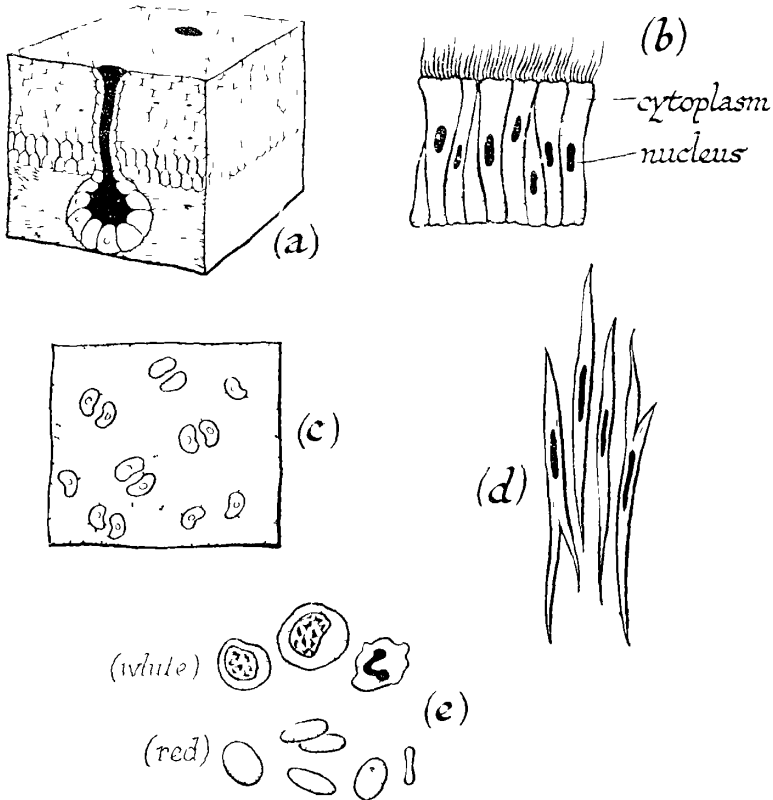 (b)
cytoplasm
nucleus
(a)
(c)
(d)
(white)
(e)
(red)